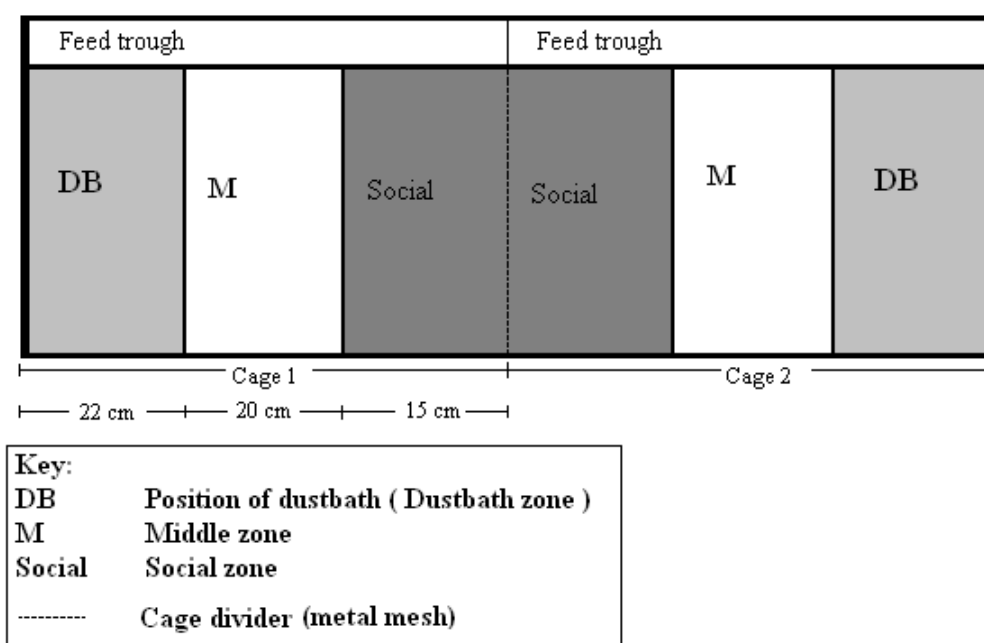 Feed trough Feed trough
DB M Social Social M DB
Cage 1 Cage 2
22 cm 20 cm 15 cm
Key:
DB Position of dustbath ( Dustbath zone )
M Middle zone
Social Social zone
---------- Cage divider (metal mesh)